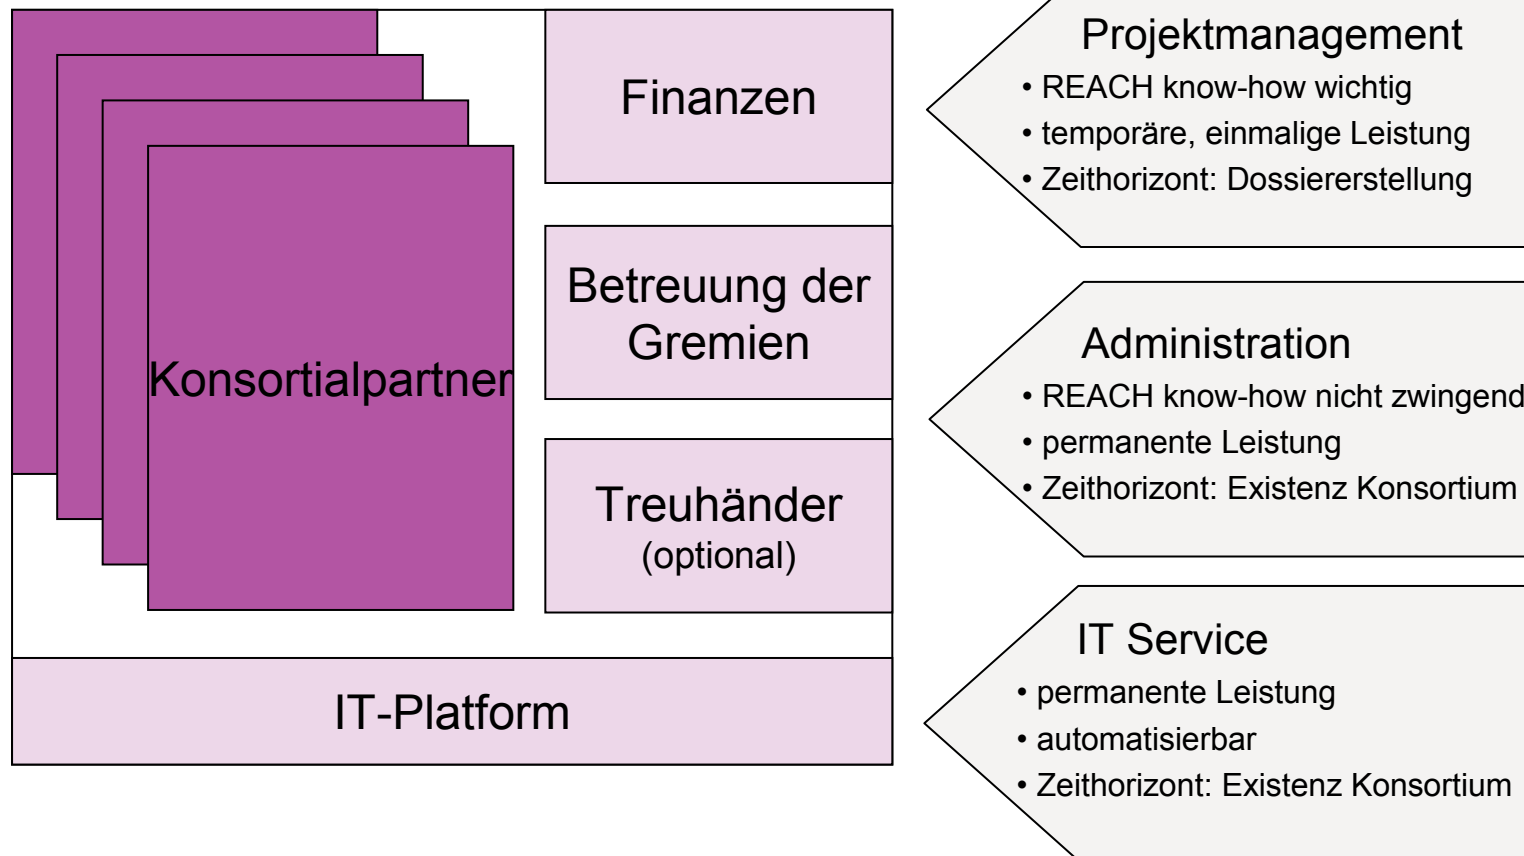 Konsortialpartner
Finanzen
Betreuung der
Gremien
Treuhänder
(optional)
IT-Platform
Projektmanagement
• REACH know-how wichtig
• temporäre, einmalige Leistung
• Zeithorizont: Dossiererstellung
Administration
• REACH know-how nicht zwingend
• permanente Leistung
• Zeithorizont: Existenz Konsortium
IT Service
• permanente Leistung
• automatisierbar
• Zeithorizont: Existenz Konsortium